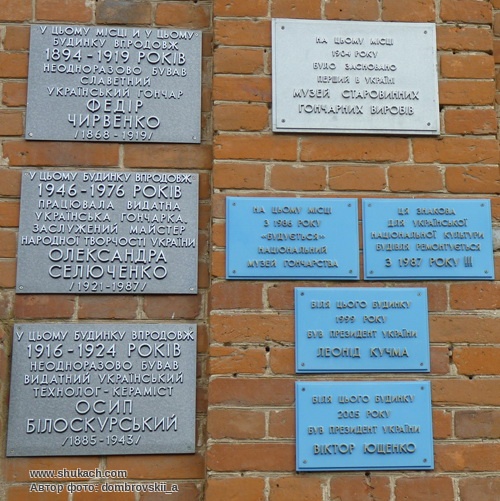 У ЦЬОМУ МІСЦІ Й У ЦЬОМУ
БУДИНКУ ВПРОДОВЖ
1894-1919 РОКІВ
НЕОДНОРАЗОВО БУВАВ
СЛАВЕТНИЙ
УКРАЇНСЬКИЙ ГОНЧАР
ФЕДІР
ЧИРВЕНКО
/1868-1919/
У ЦЬОМУ БУДИНКУ ВПРОДОВЖ
1946-1976 РОКІВ
ПРАЦЮВАЛА ВИДАТНА
УКРАЇНСЬКА ГОНЧАРКА,
ЗАСЛУЖЕНИЙ МАЙСТЕР
НАРОДНОЇ ТВОРЧОСТІ УКРАЇНИ
ОЛЕКСАНДРА
СЕЛЮЧЕНКО
/1921-1987/
У ЦЬОМУ БУДИНКУ ВПРОДОВЖ
1916-1924 РОКІВ
НЕОДНОРАЗОВО БУВАВ
ВИДАТНИЙ УКРАЇНСЬКИЙ
ТЕХНОЛОГ-КЕРАМІСТ
ОСИП
БІЛОСКУРСЬКИЙ
/1885-1943/
НА ЦЬОМУ МІСЦІ
1904 РОКУ
БУЛО ЗАСНОВАНО
ПЕРШИЙ В УКРАЇНІ
МУЗЕЙ СТАРОВИННИХ
ГОНЧАРНИХ ВИРОБІВ
НА ЦЬОМУ МІСЦІ
З 1986 РОКУ
«БУДУЄТЬСЯ»
НАЦІОНАЛЬНИЙ
МУЗЕЙ ГОНЧАРСТВА
ЦЯ ЗНАКОВА
ДЛЯ УКРАЇНСЬКОЇ
НАЦІОНАЛЬНОЇ КУЛЬТУРИ
БУДІВЛЯ РЕМОНТУЄТЬСЯ
З 1987 РОКУ !!!
БІЛЯ ЦЬОГО БУДИНКУ
1999 РОКУ
БУВ ПРЕЗИДЕНТ УКРАЇНИ
ЛЕОНІД КУЧМА
БІЛЯ ЦЬОГО БУДИНКУ
2005 РОКУ
БУВ ПРЕЗИДЕНТ УКРАЇНИ
ВІКТОР ЮЩЕНКО
www.shukach.com
Автор фото: dombrovskii_a